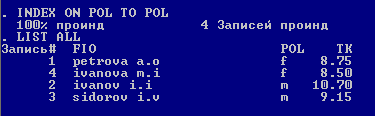 . INDEX ON POL TO POL
100% проинд 4 Записей проинд
. LIST ALL
Запись# FIO POL TK
1 petrova a.o f 8.75
4 ivanova m.i f 8.50
2 ivanov i.i m 10.70
3 sidorov i.v m 9.15